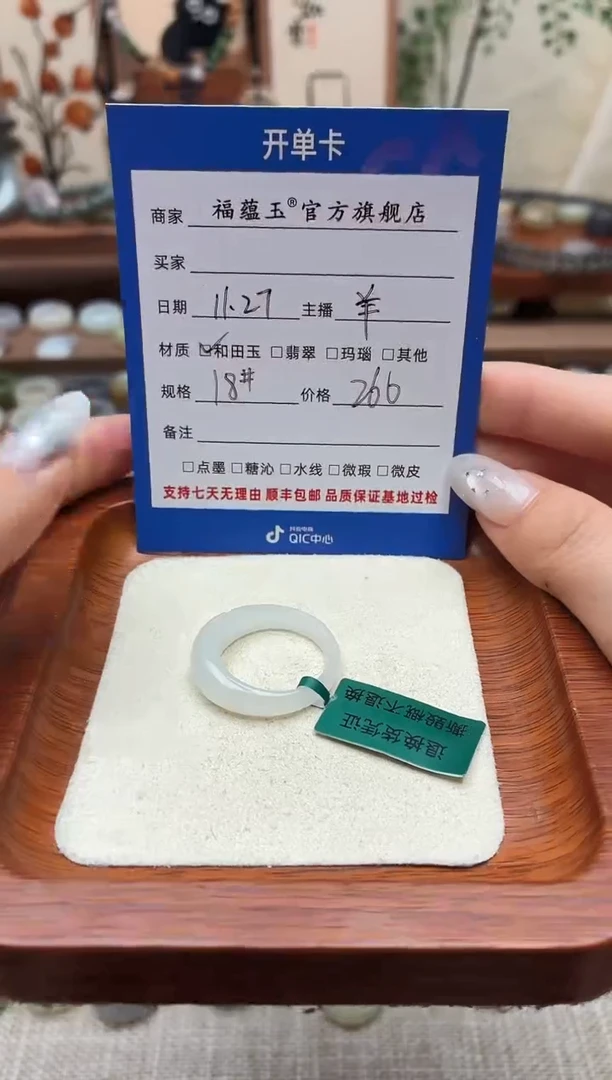 开单卡
商家 福蕴玉®官方旗舰店
买家
日期 11.27 主播 羊
材质 ☑和田玉 □翡翠 □玛瑙 □其他
规格 18# 价格 266
备注
□点墨 □糖沁 □水线 □微瑕 □微皮
支持七天无理由 顺丰包邮 品质保证基地过检
抖音电商
QIC中心
退换货凭证
撕毁概不退换